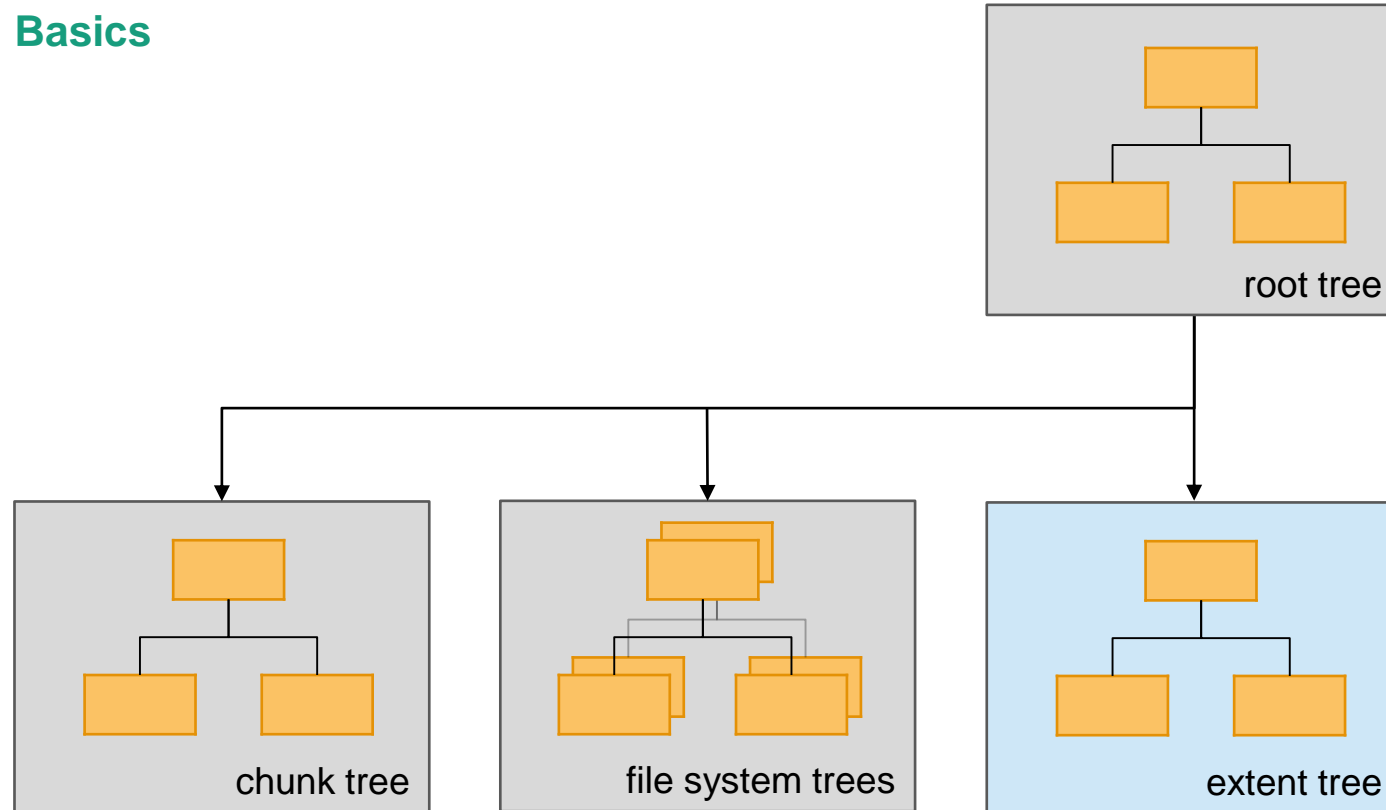 Basics
root tree
chunk tree
file system trees
extent tree